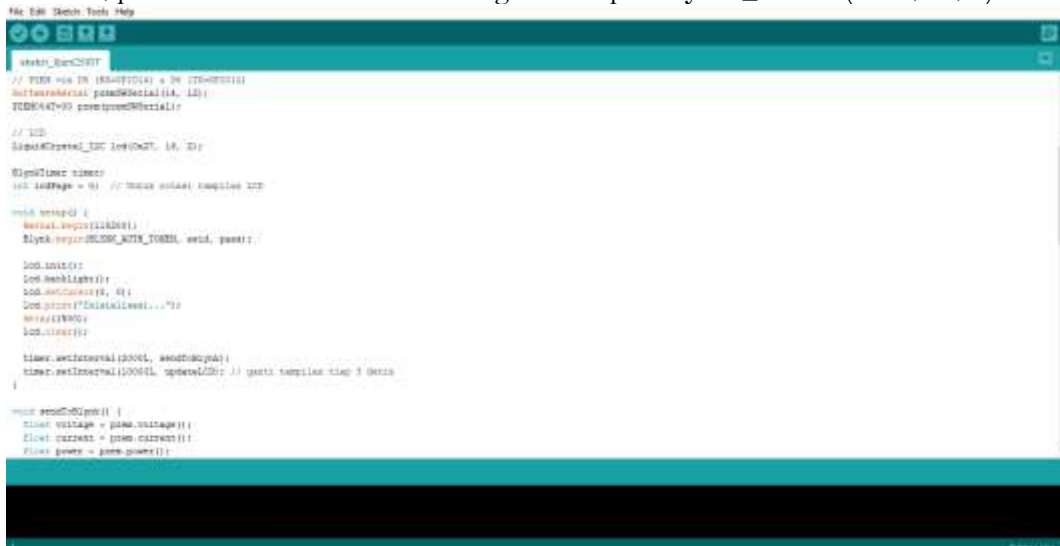 File Edit Sketch Tools Help
// PZEM via D5 (RX=GPIO14) & D6 (TX=GPIO12)
SoftwareSerial pzemSWSerial(14, 12);
PZEM004Tv30 pzem(pzemSWSerial);
// LCD
LiquidCrystal_I2C lcd(0x27, 16, 2);
BlynkTimer timer;
int lcdPage = 0; // Untuk rotasi tampilan LCD
void setup() {
Serial.begin(115200);
Blynk.begin(BLYNK_AUTH_TOKEN, ssid, pass);
lcd.init();
lcd.backlight();
lcd.setCursor(0, 0);
lcd.print("Inisialisasi...");
delay(1500);
lcd.clear();
timer.setInterval(2000L, sendToBlynk);
timer.setInterval(10000L, updateLCD); // ganti tampilan tiap 3 detik
}
void sendToBlynk() {
float voltage = pzem.voltage();
float current = pzem.current();
float power = pzem.power();